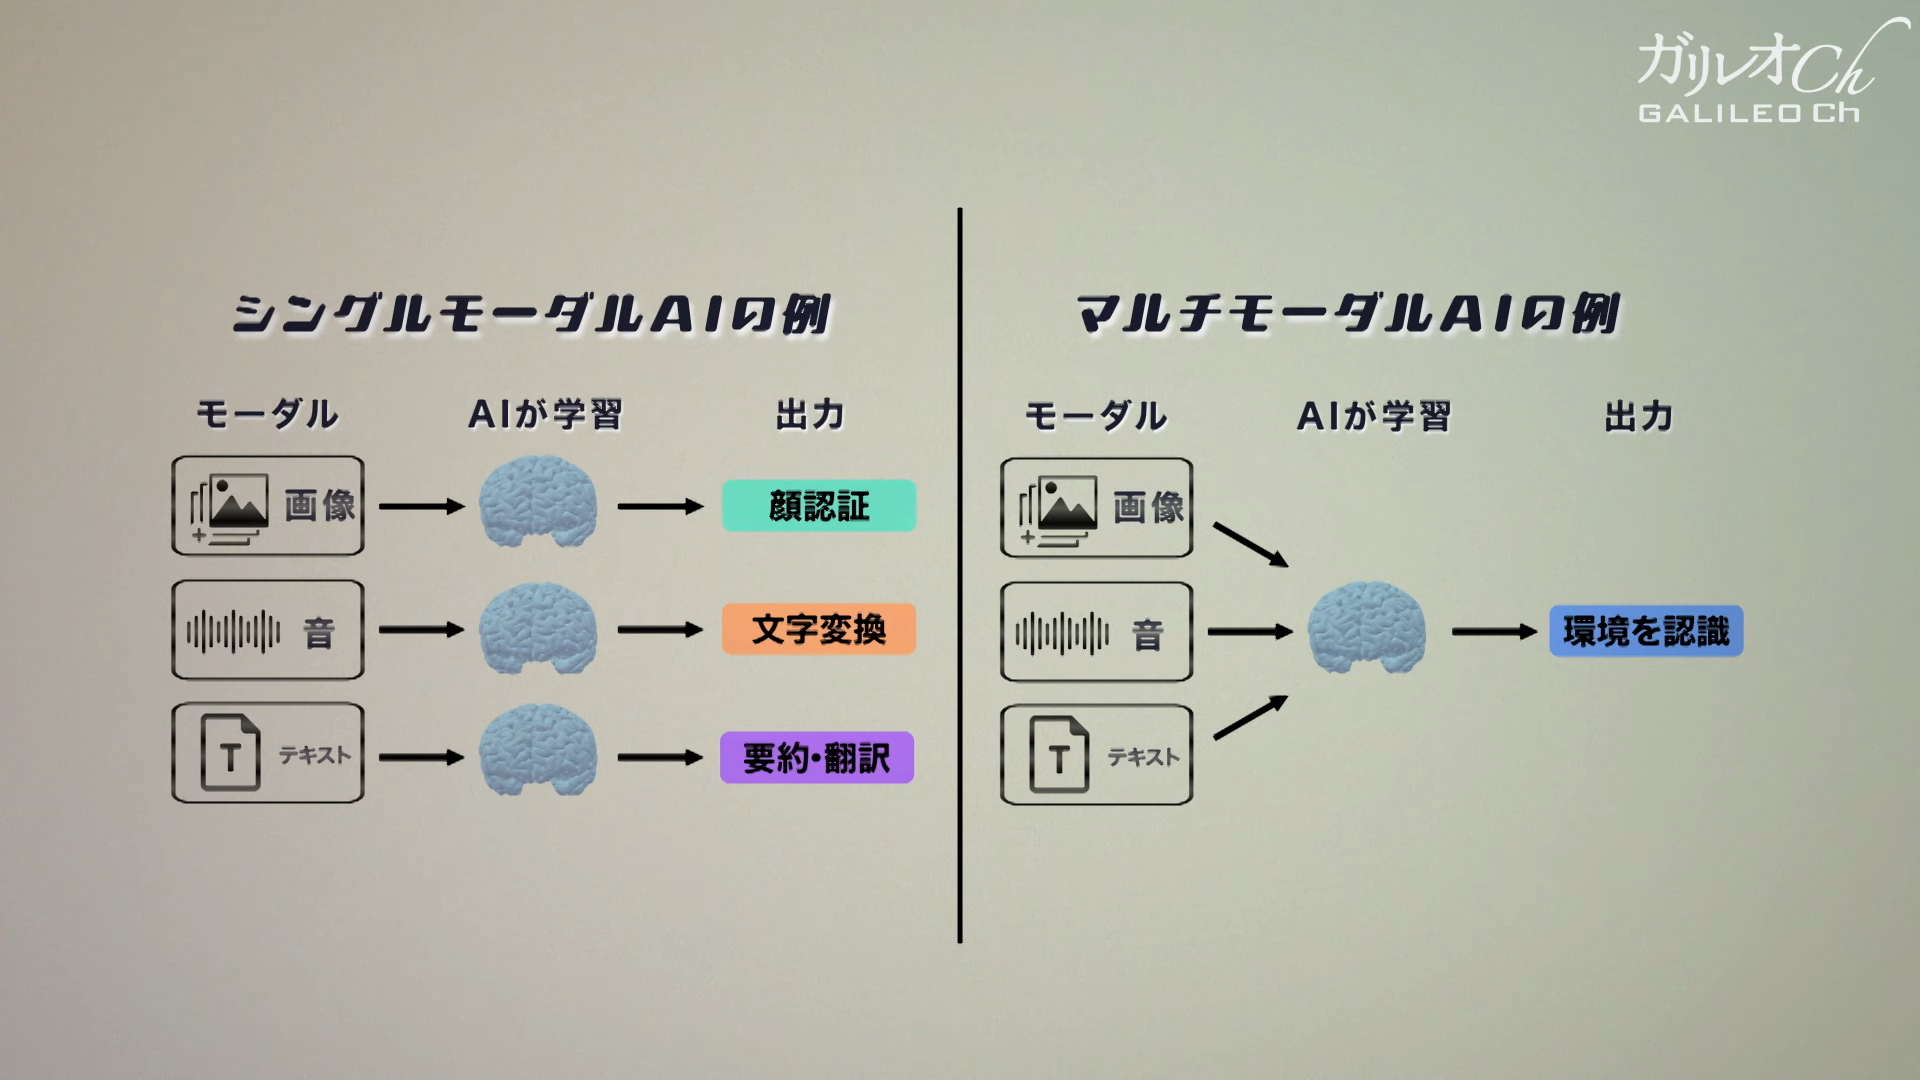 ガリレオCh
GALILEO Ch
シングルモーダルAIの例
モーダル
AIが学習
出力
画像
顔認証
音
文字変換
T
テキスト
要約・翻訳
マルチモーダルAIの例
モーダル
AIが学習
出力
画像
音
環境を認識
T
テキスト